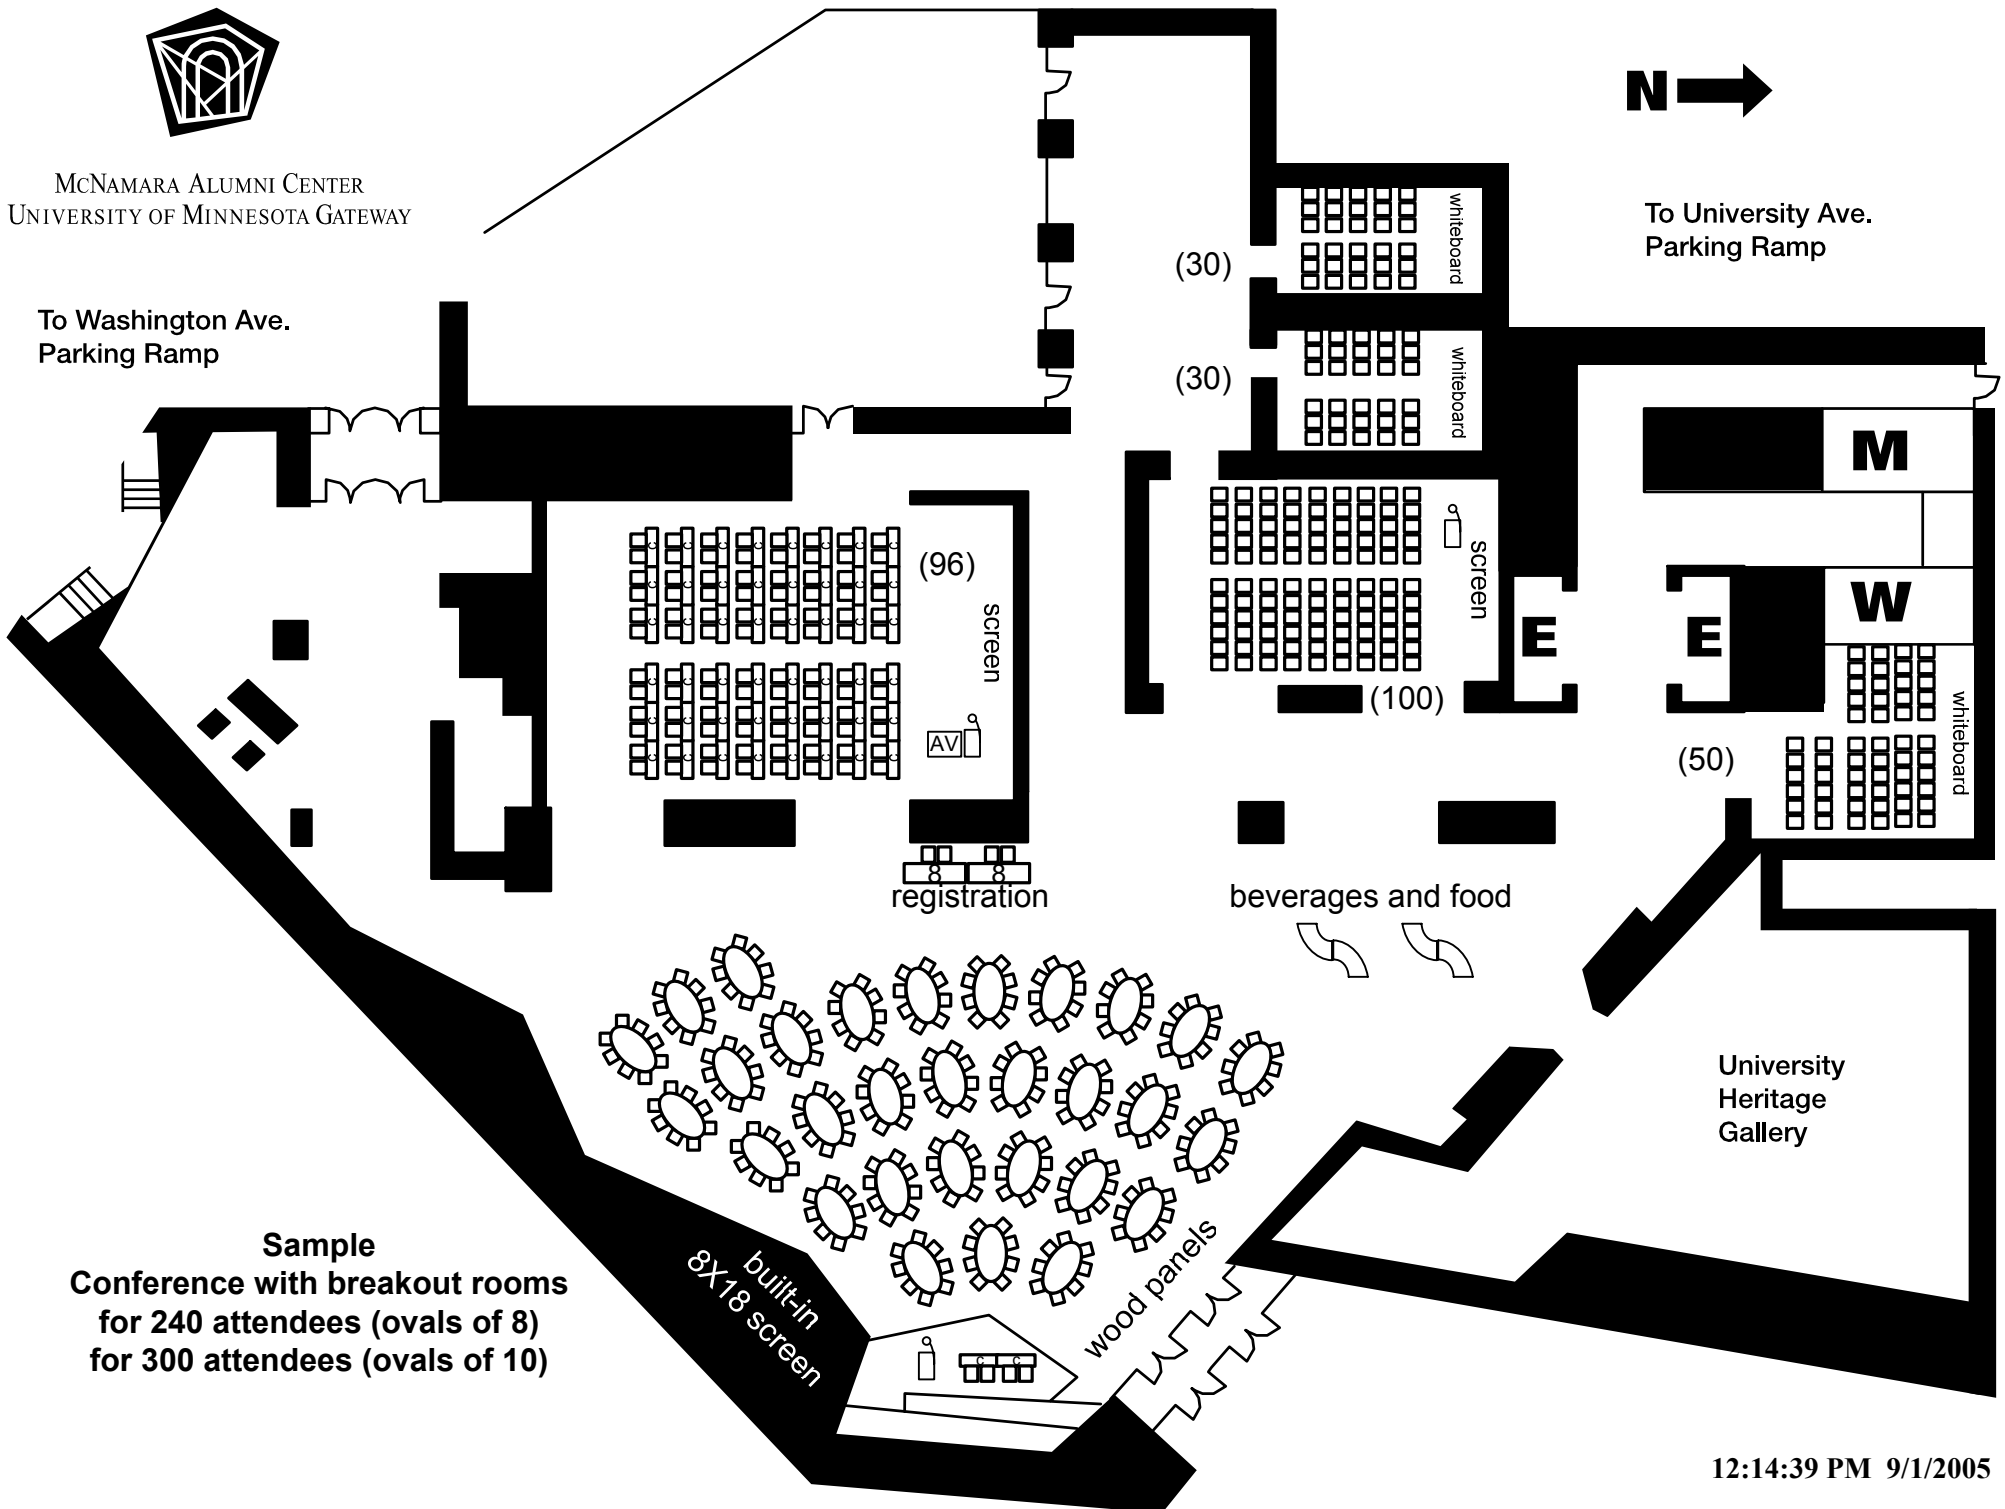 McNamara Alumni Center
University of Minnesota Gateway
N
To University Ave.
Parking Ramp
To Washington Ave.
Parking Ramp
whiteboard
(30)
whiteboard
(30)
M
(96)
screen
AV
screen
(100)
E
E
W
whiteboard
(50)
registration
beverages and food
University
Heritage
Gallery
built-in
8X18 screen
wood panels
Sample
Conference with breakout rooms
for 240 attendees (ovals of 8)
for 300 attendees (ovals of 10)
12:14:39 PM 9/1/2005